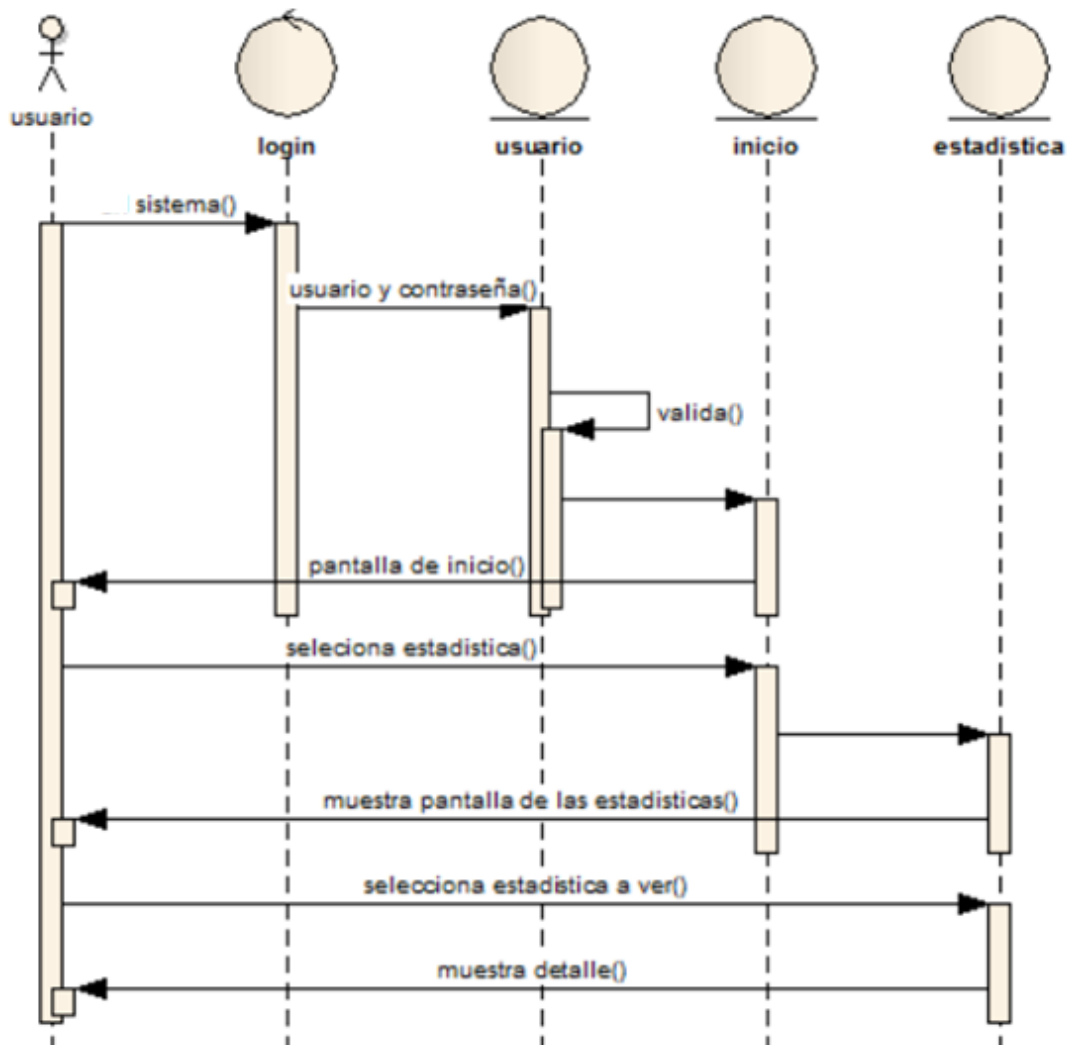 usuario
login
usuario
inicio
estadistica
sistema()
usuario y contraseña()
valida()
pantalla de inicio()
seleciona estadistica()
muestra pantalla de las estadisticas()
selecciona estadistica a ver()
muestra detalle()